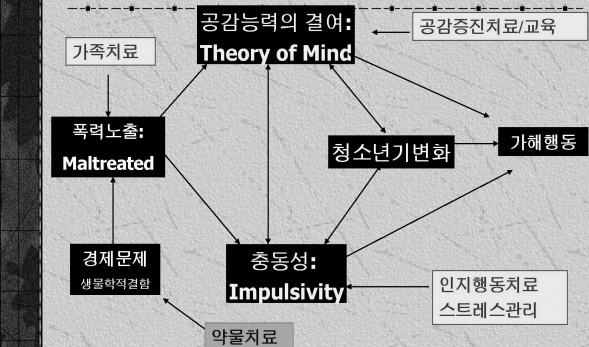 공감능력의 결여:
Theory of Mind
공감증진치료/교육
가족치료
폭력노출:
Maltreated
청소년기변화
가해행동
경제문제
생물학적결함
충동성:
Impulsivity
인지행동치료
스트레스관리
약물치료